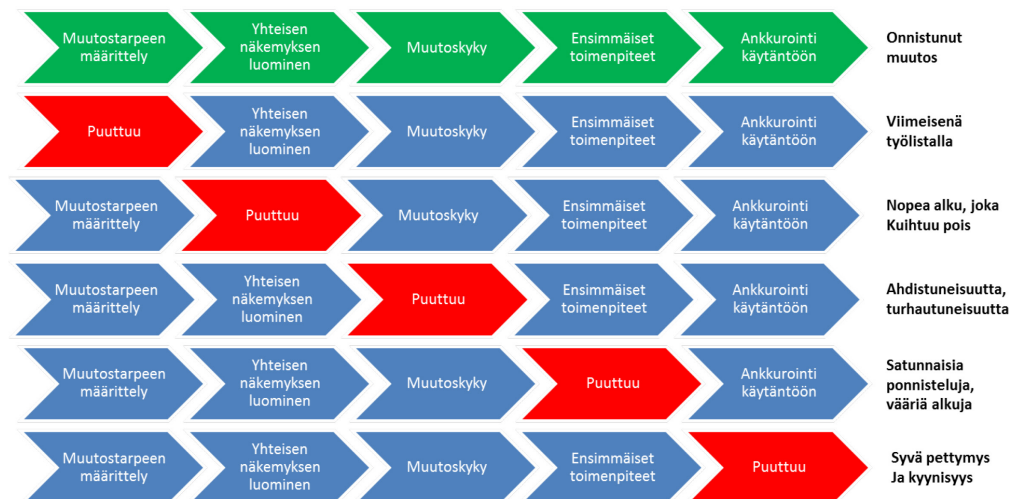 Muutostarpeen
määrittely
Yhteisen
näkemyksen
luominen
Muutoskyky
Ensimmäiset
toimenpiteet
Ankkurointi
käytäntöön
Onnistunut
muutos
Puuttuu
Yhteisen
näkemyksen
luominen
Muutoskyky
Ensimmäiset
toimenpiteet
Ankkurointi
käytäntöön
Viimeisenä
työlistalla
Muutostarpeen
määrittely
Puuttuu
Muutoskyky
Ensimmäiset
toimenpiteet
Ankkurointi
käytäntöön
Nopea alku, joka
Kuihtuu pois
Muutostarpeen
määrittely
Yhteisen
näkemyksen
luominen
Puuttuu
Ensimmäiset
toimenpiteet
Ankkurointi
käytäntöön
Ahdistuneisuutta,
turhautuneisuutta
Muutostarpeen
määrittely
Yhteisen
näkemyksen
luominen
Muutoskyky
Puuttuu
Ankkurointi
käytäntöön
Satunnaisia
ponnisteluja,
vääriä alkuja
Muutostarpeen
määrittely
Yhteisen
näkemyksen
luominen
Muutoskyky
Ensimmäiset
toimenpiteet
Puuttuu
Syvä pettymys
Ja kyynisyys